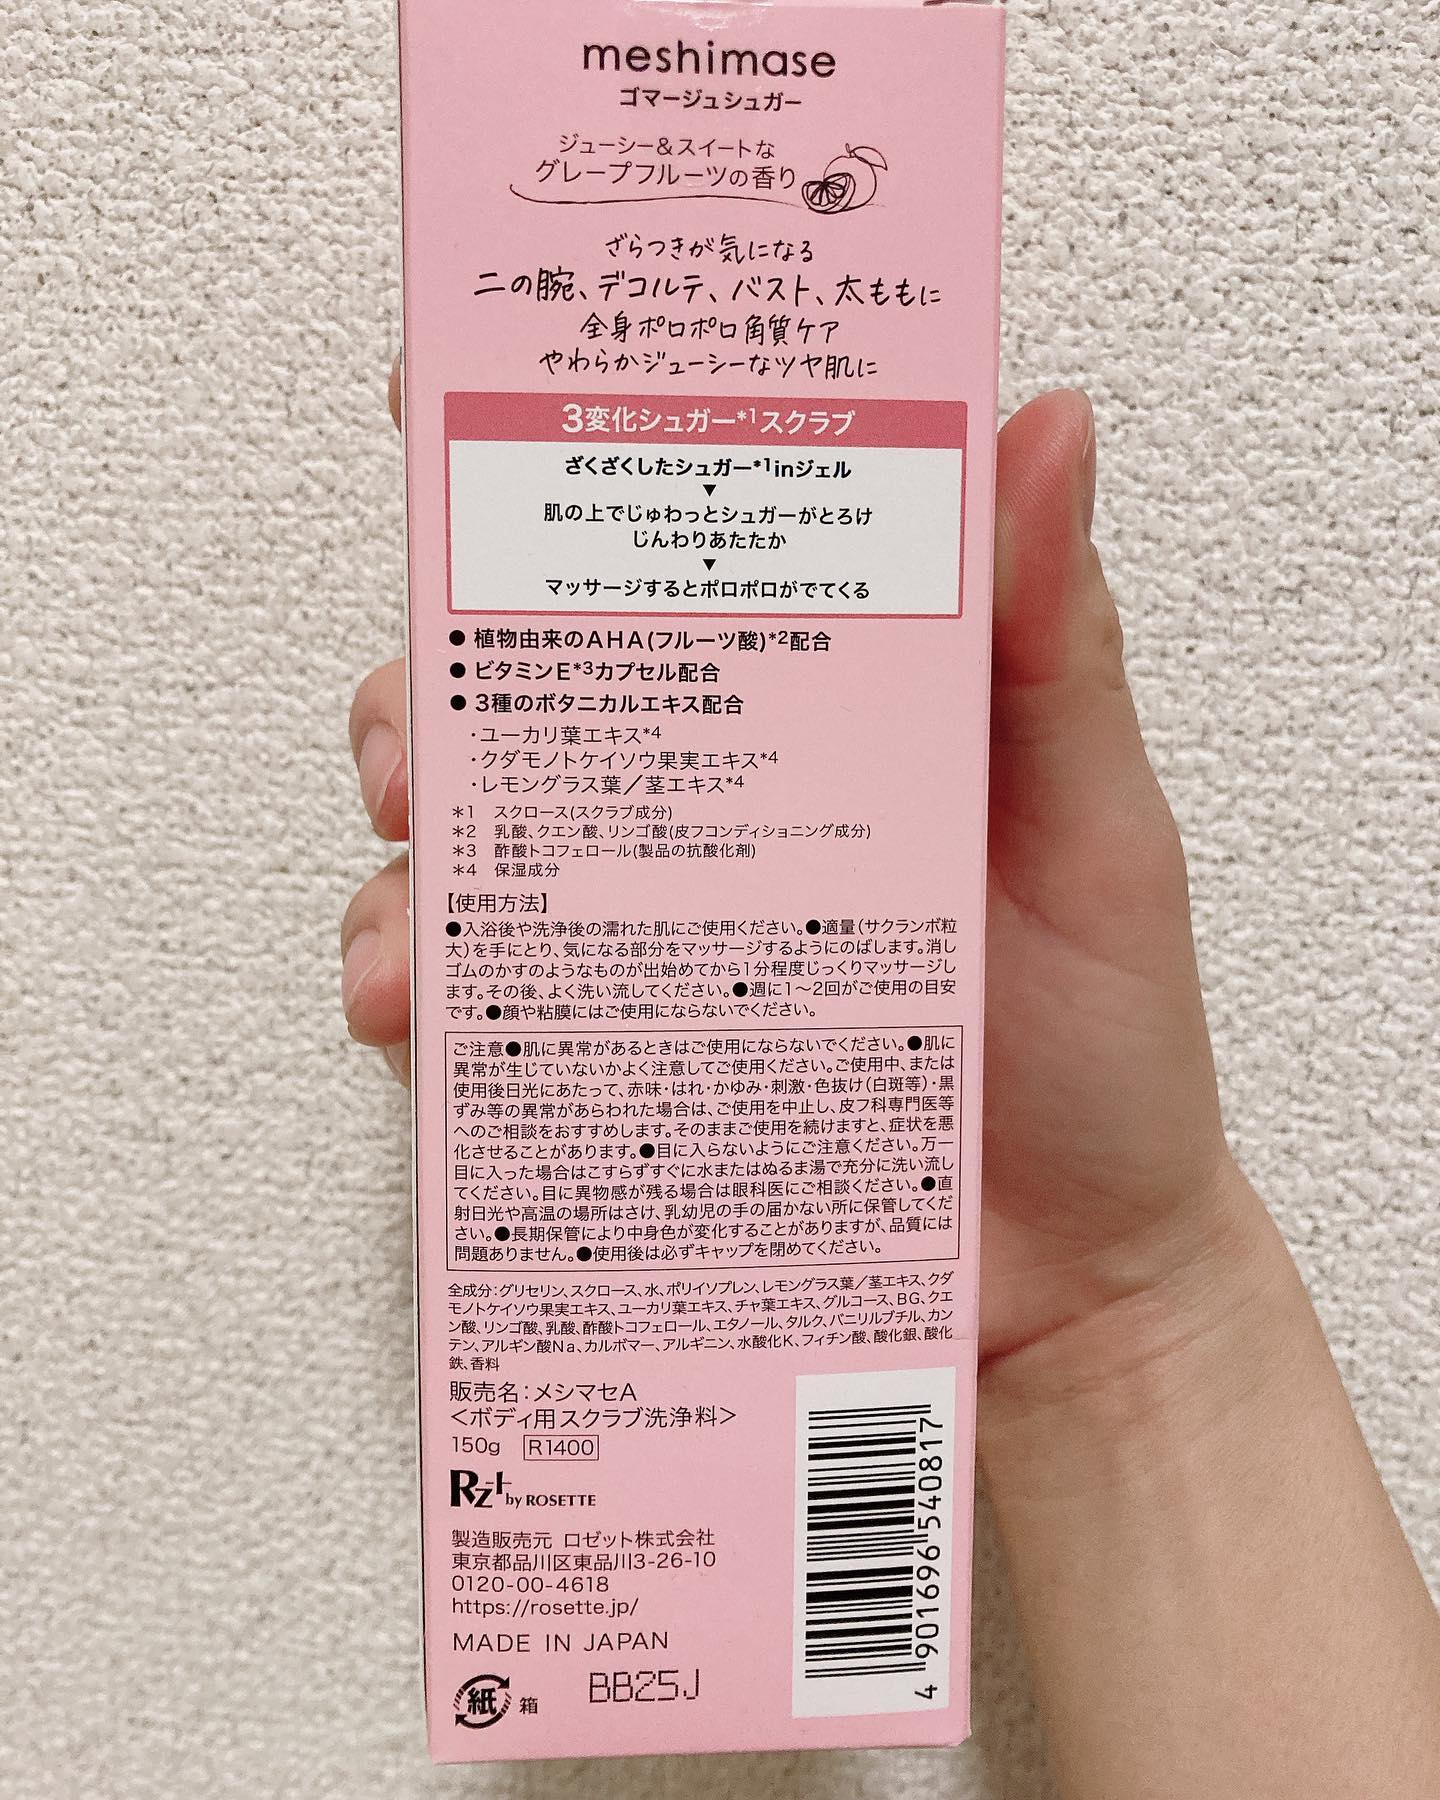 meshimase
ゴマージュシュガー
ジューシー&スイートな
グレープフルーツの香り
ざらつきが気になる
二の腕、デコルテ、バスト、太ももに
全身ポロポロ角質ケア
やわらかジューシーなツヤ肌に
3変化シュガー*1スクラブ
ざくざくしたシュガー*1inジェル
▼
肌の上でじゅわっとシュガーがとろけ
じんわりあたたか
▼
マッサージするとポロポロがでてくる
● 植物由来のAHA(フルーツ酸)*2配合
● ビタミンE*3カプセル配合
● 3種のボタニカルエキス配合
・ユーカリ葉エキス*4
・クダモノトケイソウ果実エキス*4
・レモングラス葉/茎エキス*4
*1 スクロース(スクラブ成分)
*2 乳酸、クエン酸、リンゴ酸(皮フコンディショニング成分)
*3 酢酸トコフェロール(製品の抗酸化剤)
*4 保湿成分
【使用方法】
●入浴後や洗浄後の濡れた肌にご使用ください。●適量(サクランボ粒
大)を手にとり、気になる部分をマッサージするようにのばします。消し
ゴムのかすのようなものが出始めてから1分程度じっくりマッサージし
ます。その後、よく洗い流してください。●週に1〜2回がご使用の目安
です。●顔や粘膜にはご使用にならないでください。
ご注意●肌に異常があるときはご使用にならないでください。●肌に
異常が生じていないかよく注意してご使用ください。ご使用中、または
使用後日光にあたって、赤味・はれ・かゆみ・刺激・色抜け(白斑等)・黒
ずみ等の異常があらわれた場合は、ご使用を中止し、皮フ科専門医等
へのご相談をおすすめします。そのままご使用を続けますと、症状を悪
化させることがあります。●目に入らないようにご注意ください。万一
目に入った場合はこすらずすぐに水またはぬるま湯で充分に洗い流し
てください。目に異物感が残る場合は眼科医にご相談ください。●直
射日光や高温の場所はさけ、乳幼児の手の届かない所に保管してくだ
さい。●長期保管により中身色が変化することがありますが、品質には
問題ありません。●使用後は必ずキャップを閉めてください。
全成分:グリセリン、スクロース、水、ポリイソプレン、レモングラス葉/茎エキス、クダ
モノトケイソウ果実エキス、ユーカリ葉エキス、チャ葉エキス、グルコース、BG、クエ
ン酸、リンゴ酸、乳酸、酢酸トコフェロール、エタノール、タルク、バニリルブチル、カン
テン、アルギン酸Na、カルボマー、アルギニン、水酸化K、フィチン酸、酸化銀、酸化
鉄、香料
販売名:メシマセA
<ボディ用スクラブ洗浄料>
150g R1400
Rz+ by ROSETTE
製造販売元 ロゼット株式会社
東京都品川区東品川3-26-10
0120-00-4618
https://rosette.jp/
MADE IN JAPAN
紙 箱
BB25J
4 901696 540817